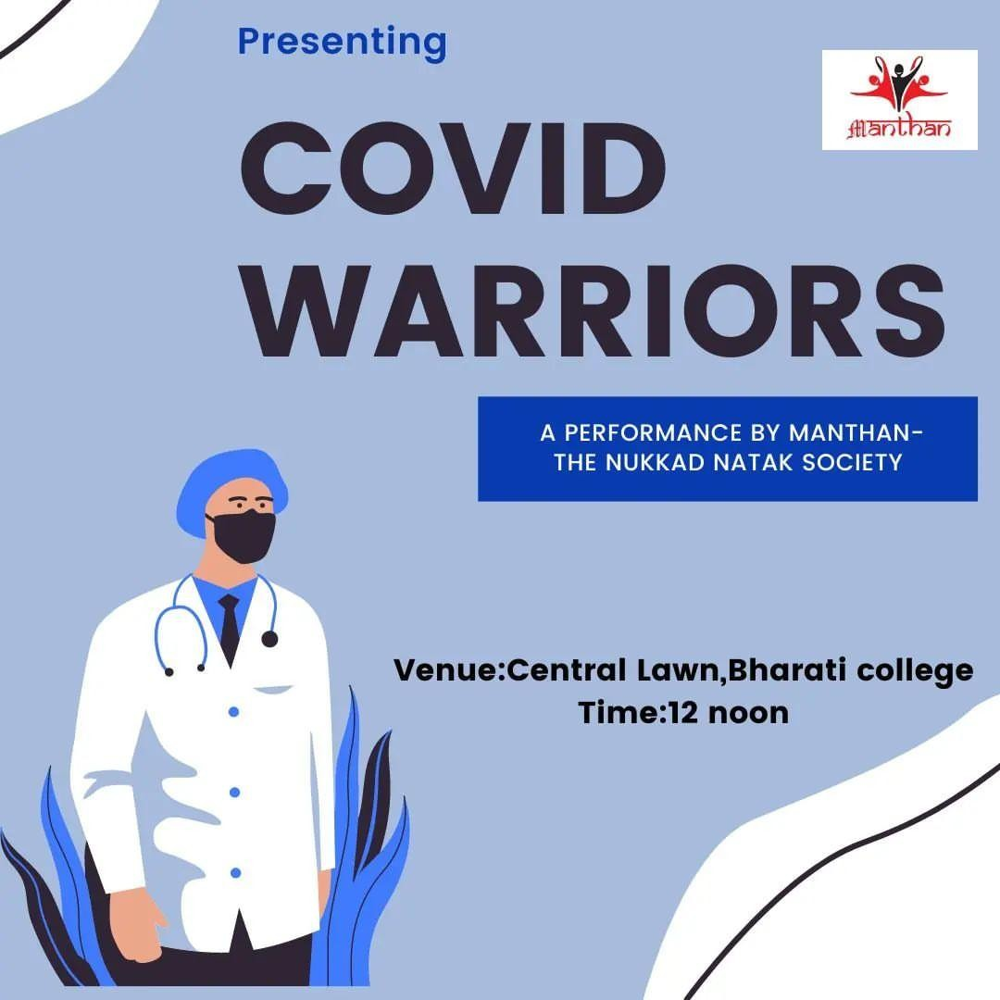 Presenting
Manthan
COVID
WARRIORS
A PERFORMANCE BY MANTHAN-
THE NUKKAD NATAK SOCIETY
Venue:Central Lawn,Bharati college
Time:12 noon